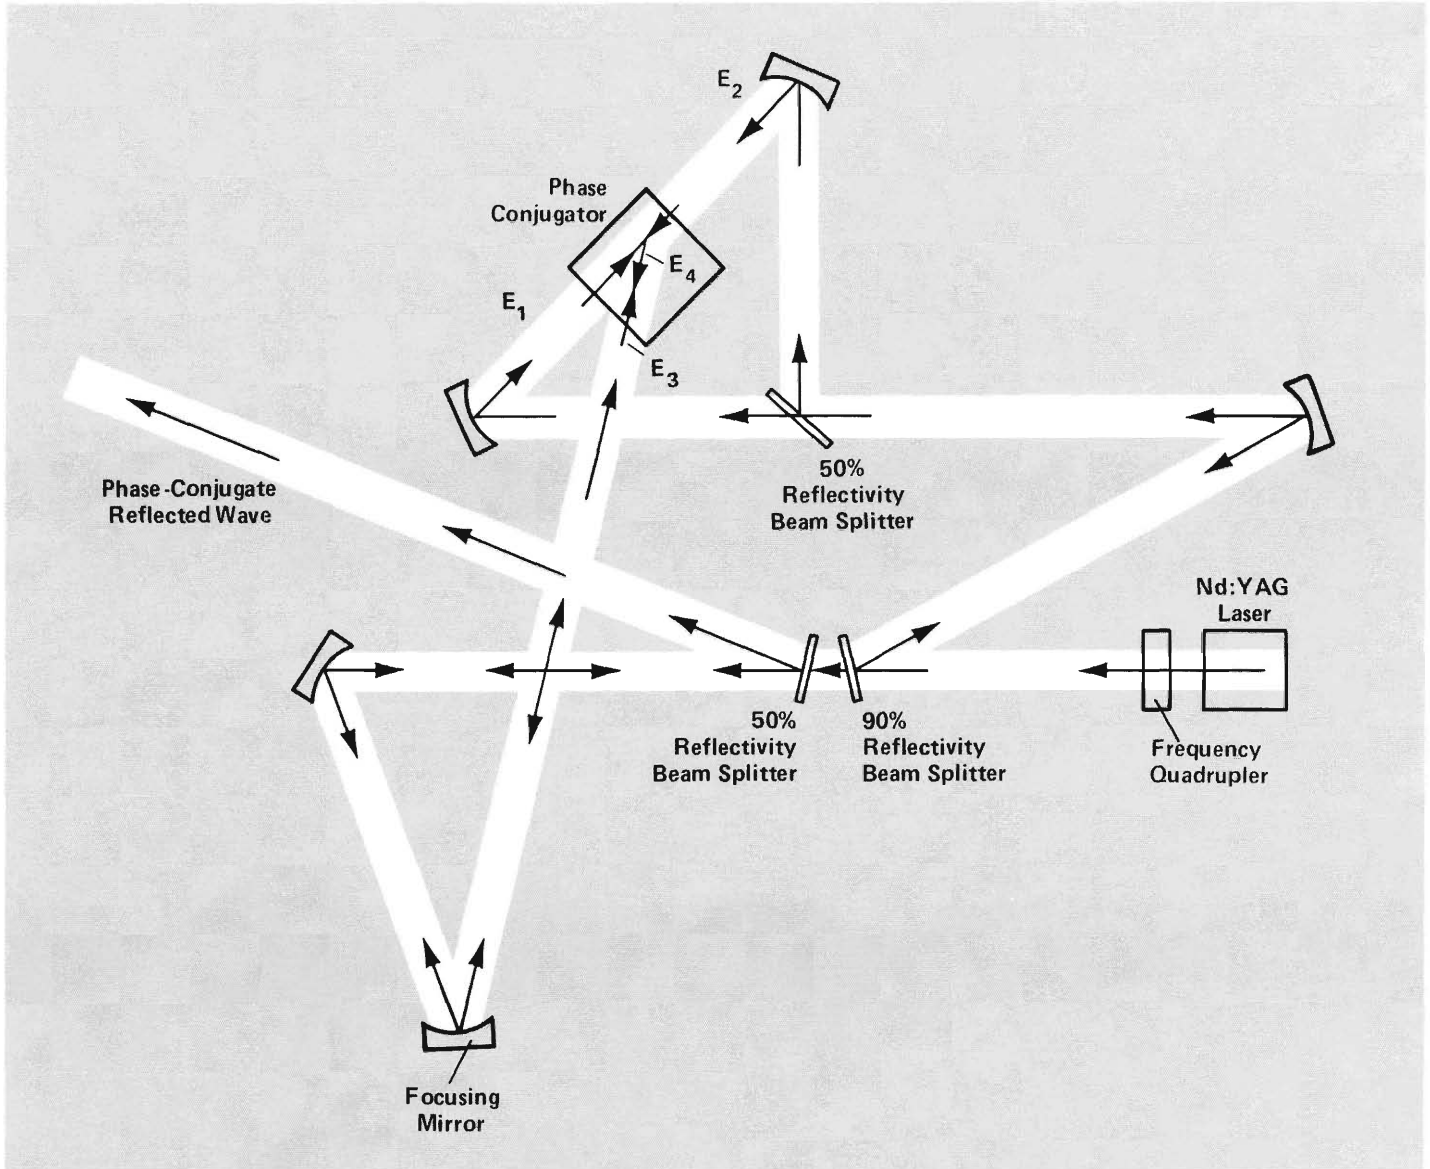 E2
Phase
Conjugator
E4
E1
E3
50%
Reflectivity
Beam Splitter
Phase-Conjugate
Reflected Wave
Nd:YAG
Laser
50%
Reflectivity
Beam Splitter
90%
Reflectivity
Beam Splitter
Frequency
Quadrupler
Focusing
Mirror